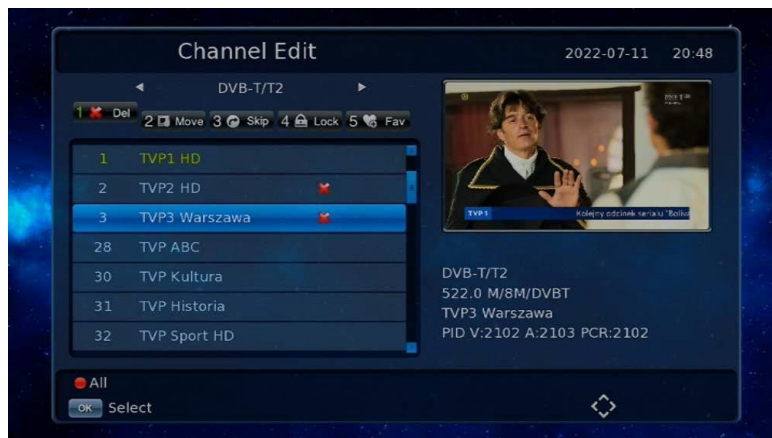 Channel Edit
2022-07-11 20:48
DVB-T/T2
1 Del 2 Move 3 Skip 4 Lock 5 Fav
1 TVP1 HD
2 TVP2 HD
3 TVP3 Warszawa
28 TVP ABC
30 TVP Kultura
31 TVP Historia
32 TVP Sport HD
TVP1 Kolejny odcinek serialu "Boliwa
DVB-T/T2
522.0 M/8M/DVBT
TVP3 Warszawa
PID V:2102 A:2103 PCR:2102
All
OK Select